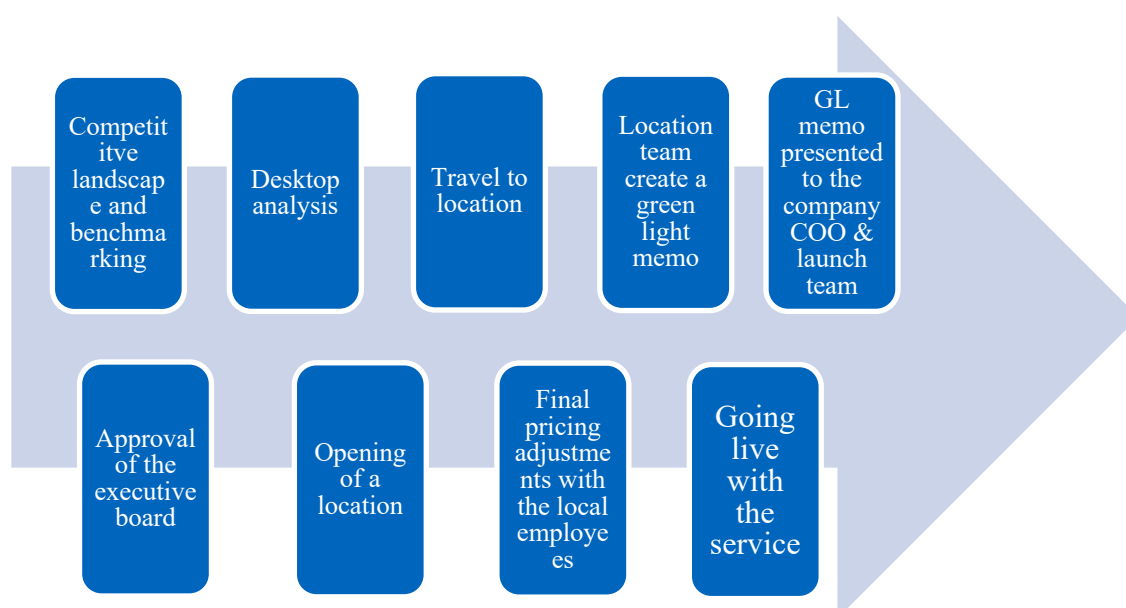 Competit
itve
landscap
e and
benchma
rking
Desktop
analysis
Travel to
location
Location
team
create a
green
light
memo
GL
memo
presented
to the
company
COO &
launch
team
Approval
of the
executive
board
Opening
of a
location
Final
pricing
adjustme
nts with
the local
employe
es
Going
live
with
the
service